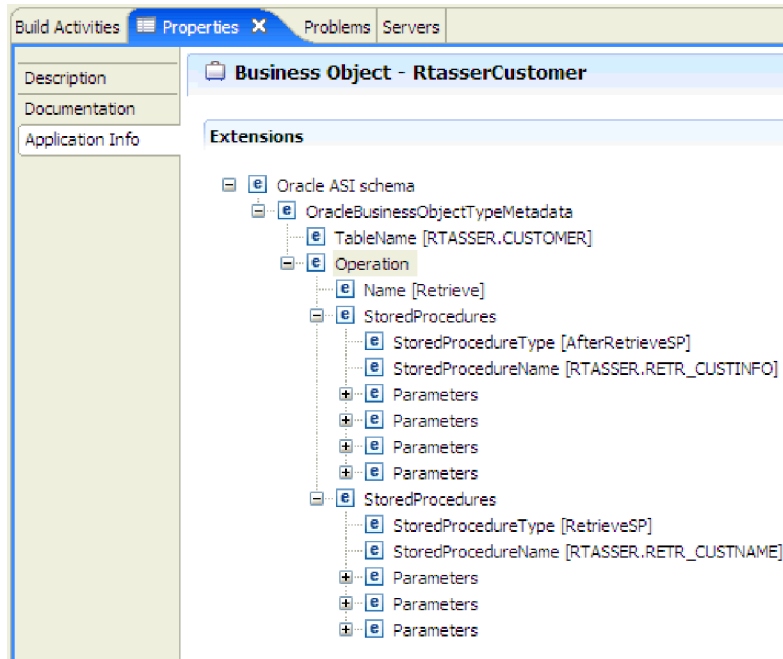 Build Activities Properties Problems Servers
Description
Documentation
Application Info
Business Object - RtasserCustomer
Extensions
Oracle ASI schema
OracleBusinessObjectTypeMetadata
TableName [RTASSER.CUSTOMER]
Operation
Name [Retrieve]
StoredProcedures
StoredProcedureType [AfterRetrieveSP]
StoredProcedureName [RTASSER.RETR_CUSTINFO]
Parameters
Parameters
Parameters
Parameters
StoredProcedures
StoredProcedureType [RetrieveSP]
StoredProcedureName [RTASSER.RETR_CUSTNAME]
Parameters
Parameters
Parameters